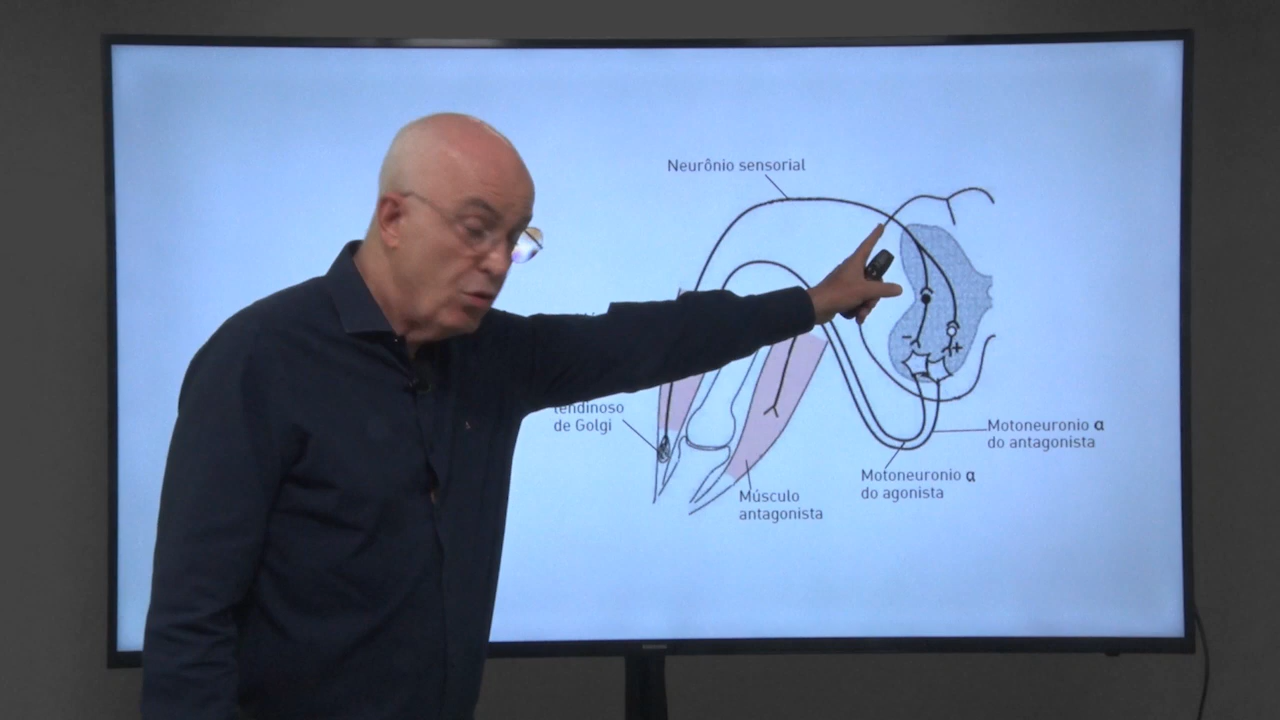 Neurônio sensorial
tendinoso
de Golgi
Músculo
antagonista
Motoneuronio α
do agonista
Motoneuronio α
do antagonista
-
+